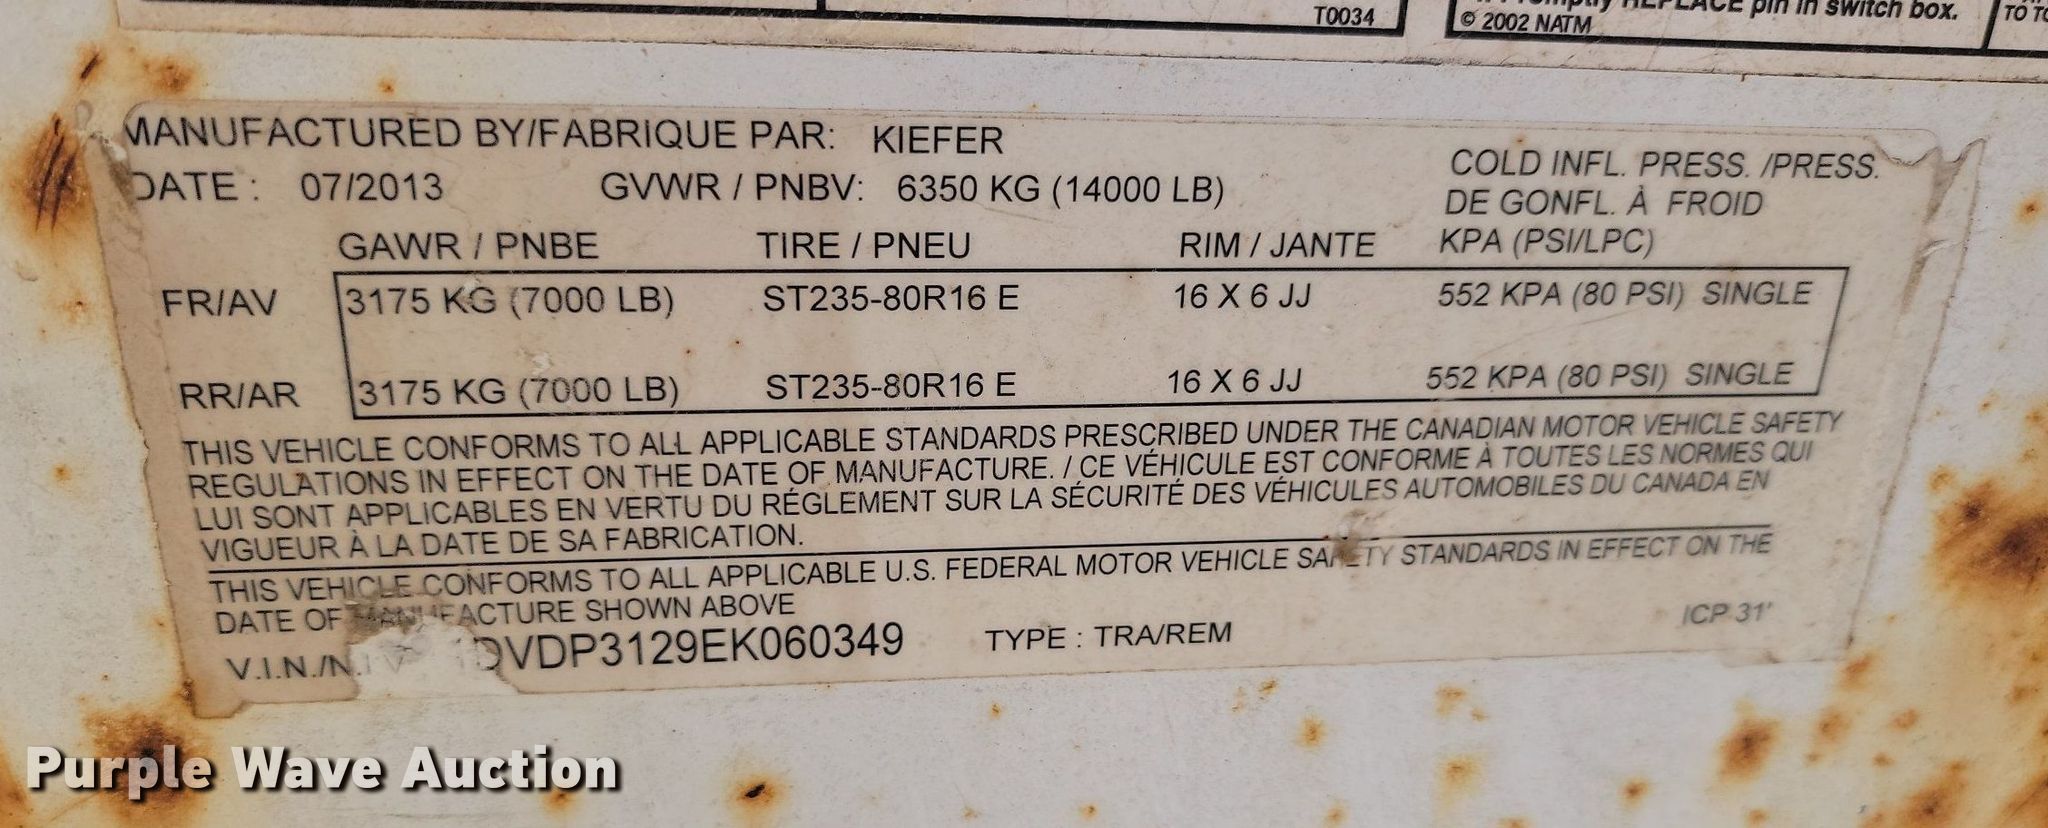 T0034
© 2002 NATM
REPLACE pin in switch box.
TO
MANUFACTURED BY/FABRIQUE PAR: KIEFER
DATE : 07/2013 GVWR / PNBV: 6350 KG (14000 LB)
COLD INFL. PRESS. /PRESS.
DE GONFL. À FROID
GAWR / PNBE TIRE / PNEU RIM / JANTE KPA (PSI/LPC)
FR/AV 3175 KG (7000 LB) ST235-80R16 E 16 X 6 JJ 552 KPA (80 PSI) SINGLE
RR/AR 3175 KG (7000 LB) ST235-80R16 E 16 X 6 JJ 552 KPA (80 PSI) SINGLE
THIS VEHICLE CONFORMS TO ALL APPLICABLE STANDARDS PRESCRIBED UNDER THE CANADIAN MOTOR VEHICLE SAFETY
REGULATIONS IN EFFECT ON THE DATE OF MANUFACTURE. / CE VÉHICULE EST CONFORME À TOUTES LES NORMES QUI
LUI SONT APPLICABLES EN VERTU DU RÉGLEMENT SUR LA SÉCURITÉ DES VÉHICULES AUTOMOBILES DU CANADA EN
VIGUEUR À LA DATE DE SA FABRICATION.
THIS VEHICLE CONFORMS TO ALL APPLICABLE U.S. FEDERAL MOTOR VEHICLE SAFETY STANDARDS IN EFFECT ON THE
DATE OF MANUFACTURE SHOWN ABOVE
V.I.N./N.I.V 1DVDP3129EK060349 TYPE : TRA/REM ICP 31'
Purple Wave Auction